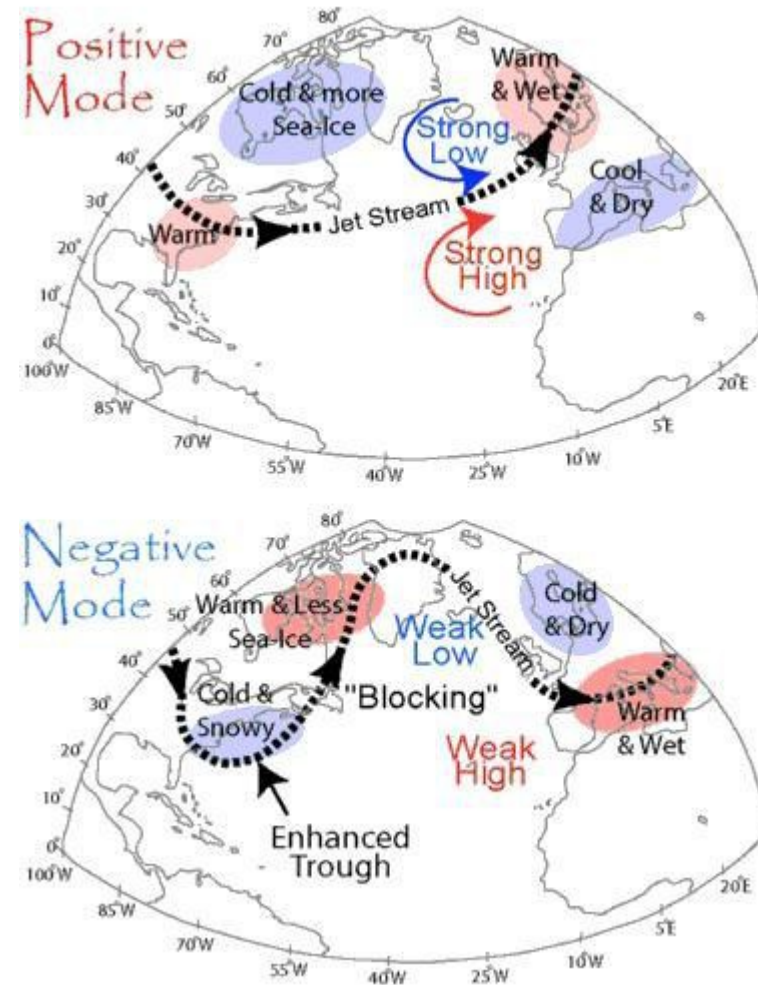 Positive
Mode
80°
70°
60°
50°
40°
30°
20°
10°
0°
100°W
85°W
70°W
55°W
40°W
25°W
10°W
5°E
20°E
Cold & more
Sea-Ice
Warm
& Wet
Strong
Low
Cool
& Dry
Warm
Jet Stream
Strong
High
Negative
Mode
80°
70°
60°
50°
40°
30°
20°
10°
0°
100°W
85°W
70°W
55°W
40°W
25°W
10°W
5°E
20°E
Warm & Less
Sea-Ice
Jet Stream
Cold
& Dry
Weak
Low
Cold &
Snowy
"Blocking"
Warm
& Wet
Weak
High
Enhanced
Trough